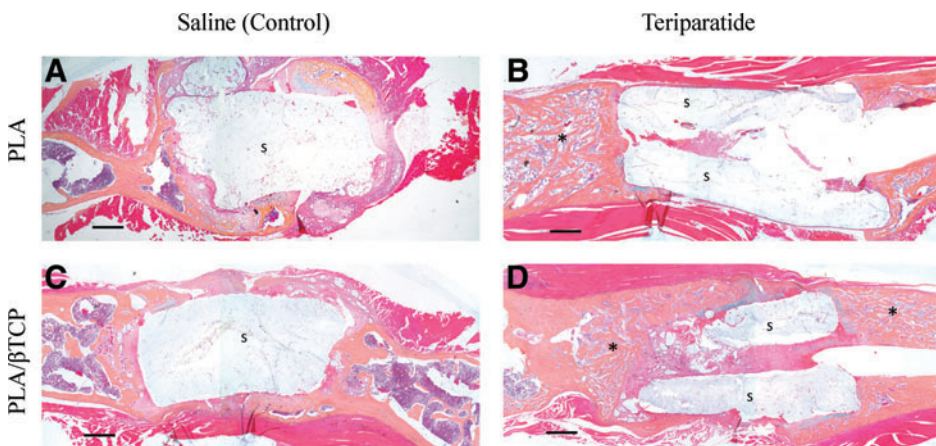 Saline (Control)
Teriparatide
PLA
A
S
B
S
*
S
PLA/βTCP
C
S
D
*
S
*
S